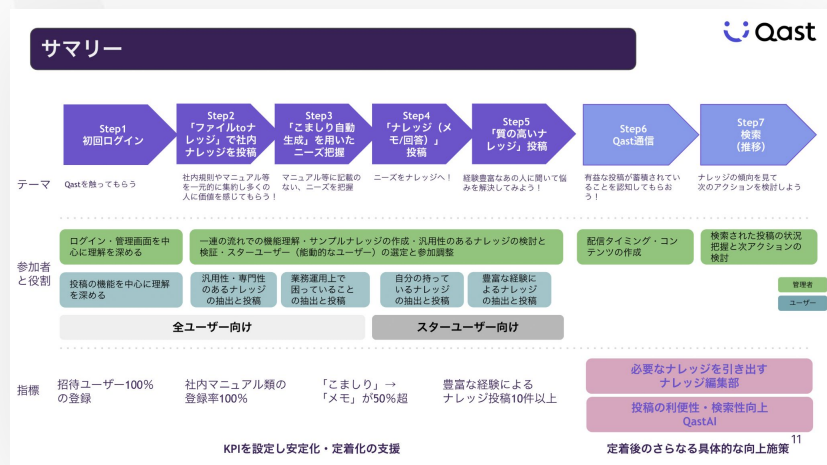 サマリー
Qast
Step1
初回ログイン
Step2
「ファイルtoナ
レッジ」で社内
ナレッジを投稿
Step3
「こましり自動
生成」を用いた
ニーズ把握
Step4
「ナレッジ（メ
モ/回答）」
投稿
Step5
「質の高いナ
レッジ」投稿
Step6
Qast通信
Step7
検索
（推移）
テーマ
Qastを触ってもらう
社内規則やマニュアル等
を一元的に集約し多くの
人に価値を感じてもらう！
マニュアル等に記載の
ない、ニーズを把握
ニーズをナレッジへ！
経験豊富なあの人に聞いて悩
みを解決してみよう！
有益な投稿が蓄積されてい
ることを認知してもらお
う！
ナレッジの傾向を見て
次のアクションを検討しよう
参加者
と役割
ログイン・管理画面を中
心に理解を深める
一連の流れでの機能理解・サンプルナレッジの作成・汎用性のあるナレッジの検討と
検証・スターユーザー（能動的なユーザー）の選定と参加調整
配信タイミング・コン
テンツの作成
検索された投稿の状況
把握と次アクションの
検討
投稿の機能を中心に理解
を深める
汎用性・専門性
のあるナレッジ
の抽出と投稿
業務運用上で
困っていること
の抽出と投稿
自分の持って
いるナレッジ
の抽出と投稿
豊富な経験に
よるナレッジ
の抽出と投稿
管理者
ユーザー
全ユーザー向け
スターユーザー向け
指標
招待ユーザー100%
の登録
社内マニュアル類の
登録率100%
「こましり」→
「メモ」が50%超
豊富な経験による
ナレッジ投稿10件以上
必要なナレッジを引き出す
ナレッジ編集部
投稿の利便性・検索性向上
QastAI
KPIを設定し安定化・定着化の支援
定着後のさらなる具体的な向上施策
11